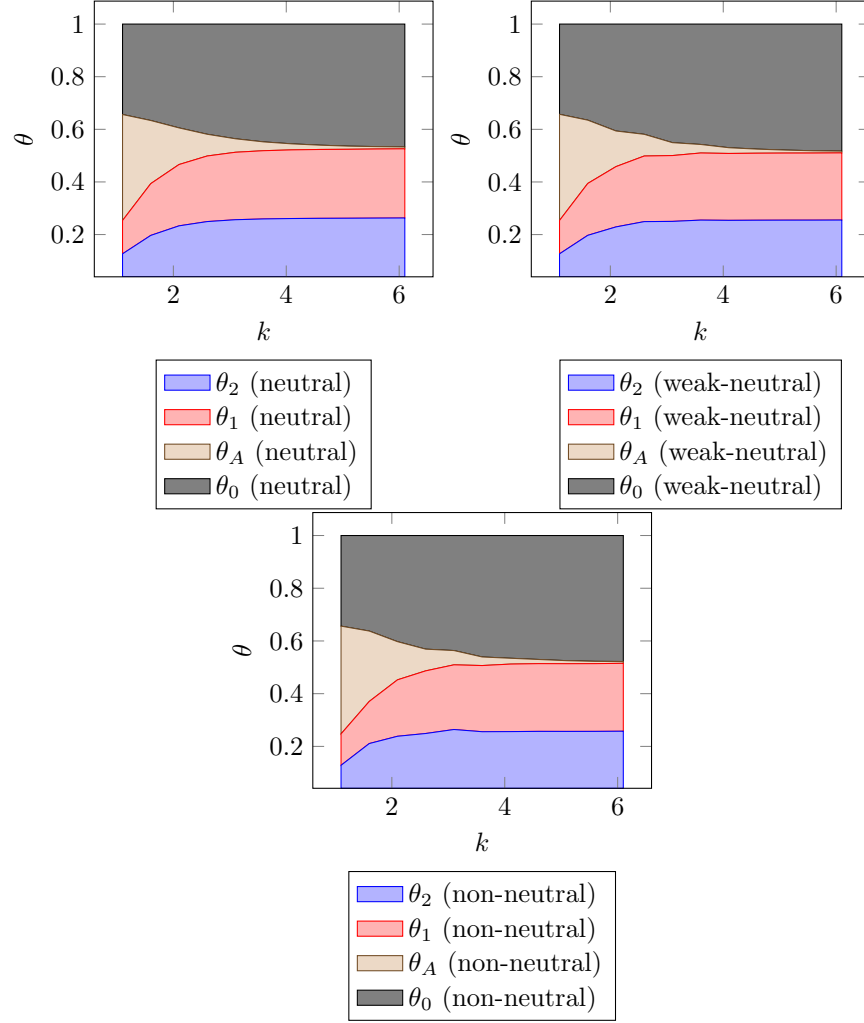 1
0.8
0.6
0.4
0.2
θ
2
4
6
k
θ₂ (neutral)
θ₁ (neutral)
θ_A (neutral)
θ₀ (neutral)
1
0.8
0.6
0.4
0.2
θ
2
4
6
k
θ₂ (weak-neutral)
θ₁ (weak-neutral)
θ_A (weak-neutral)
θ₀ (weak-neutral)
1
0.8
0.6
0.4
0.2
θ
2
4
6
k
θ₂ (non-neutral)
θ₁ (non-neutral)
θ_A (non-neutral)
θ₀ (non-neutral)